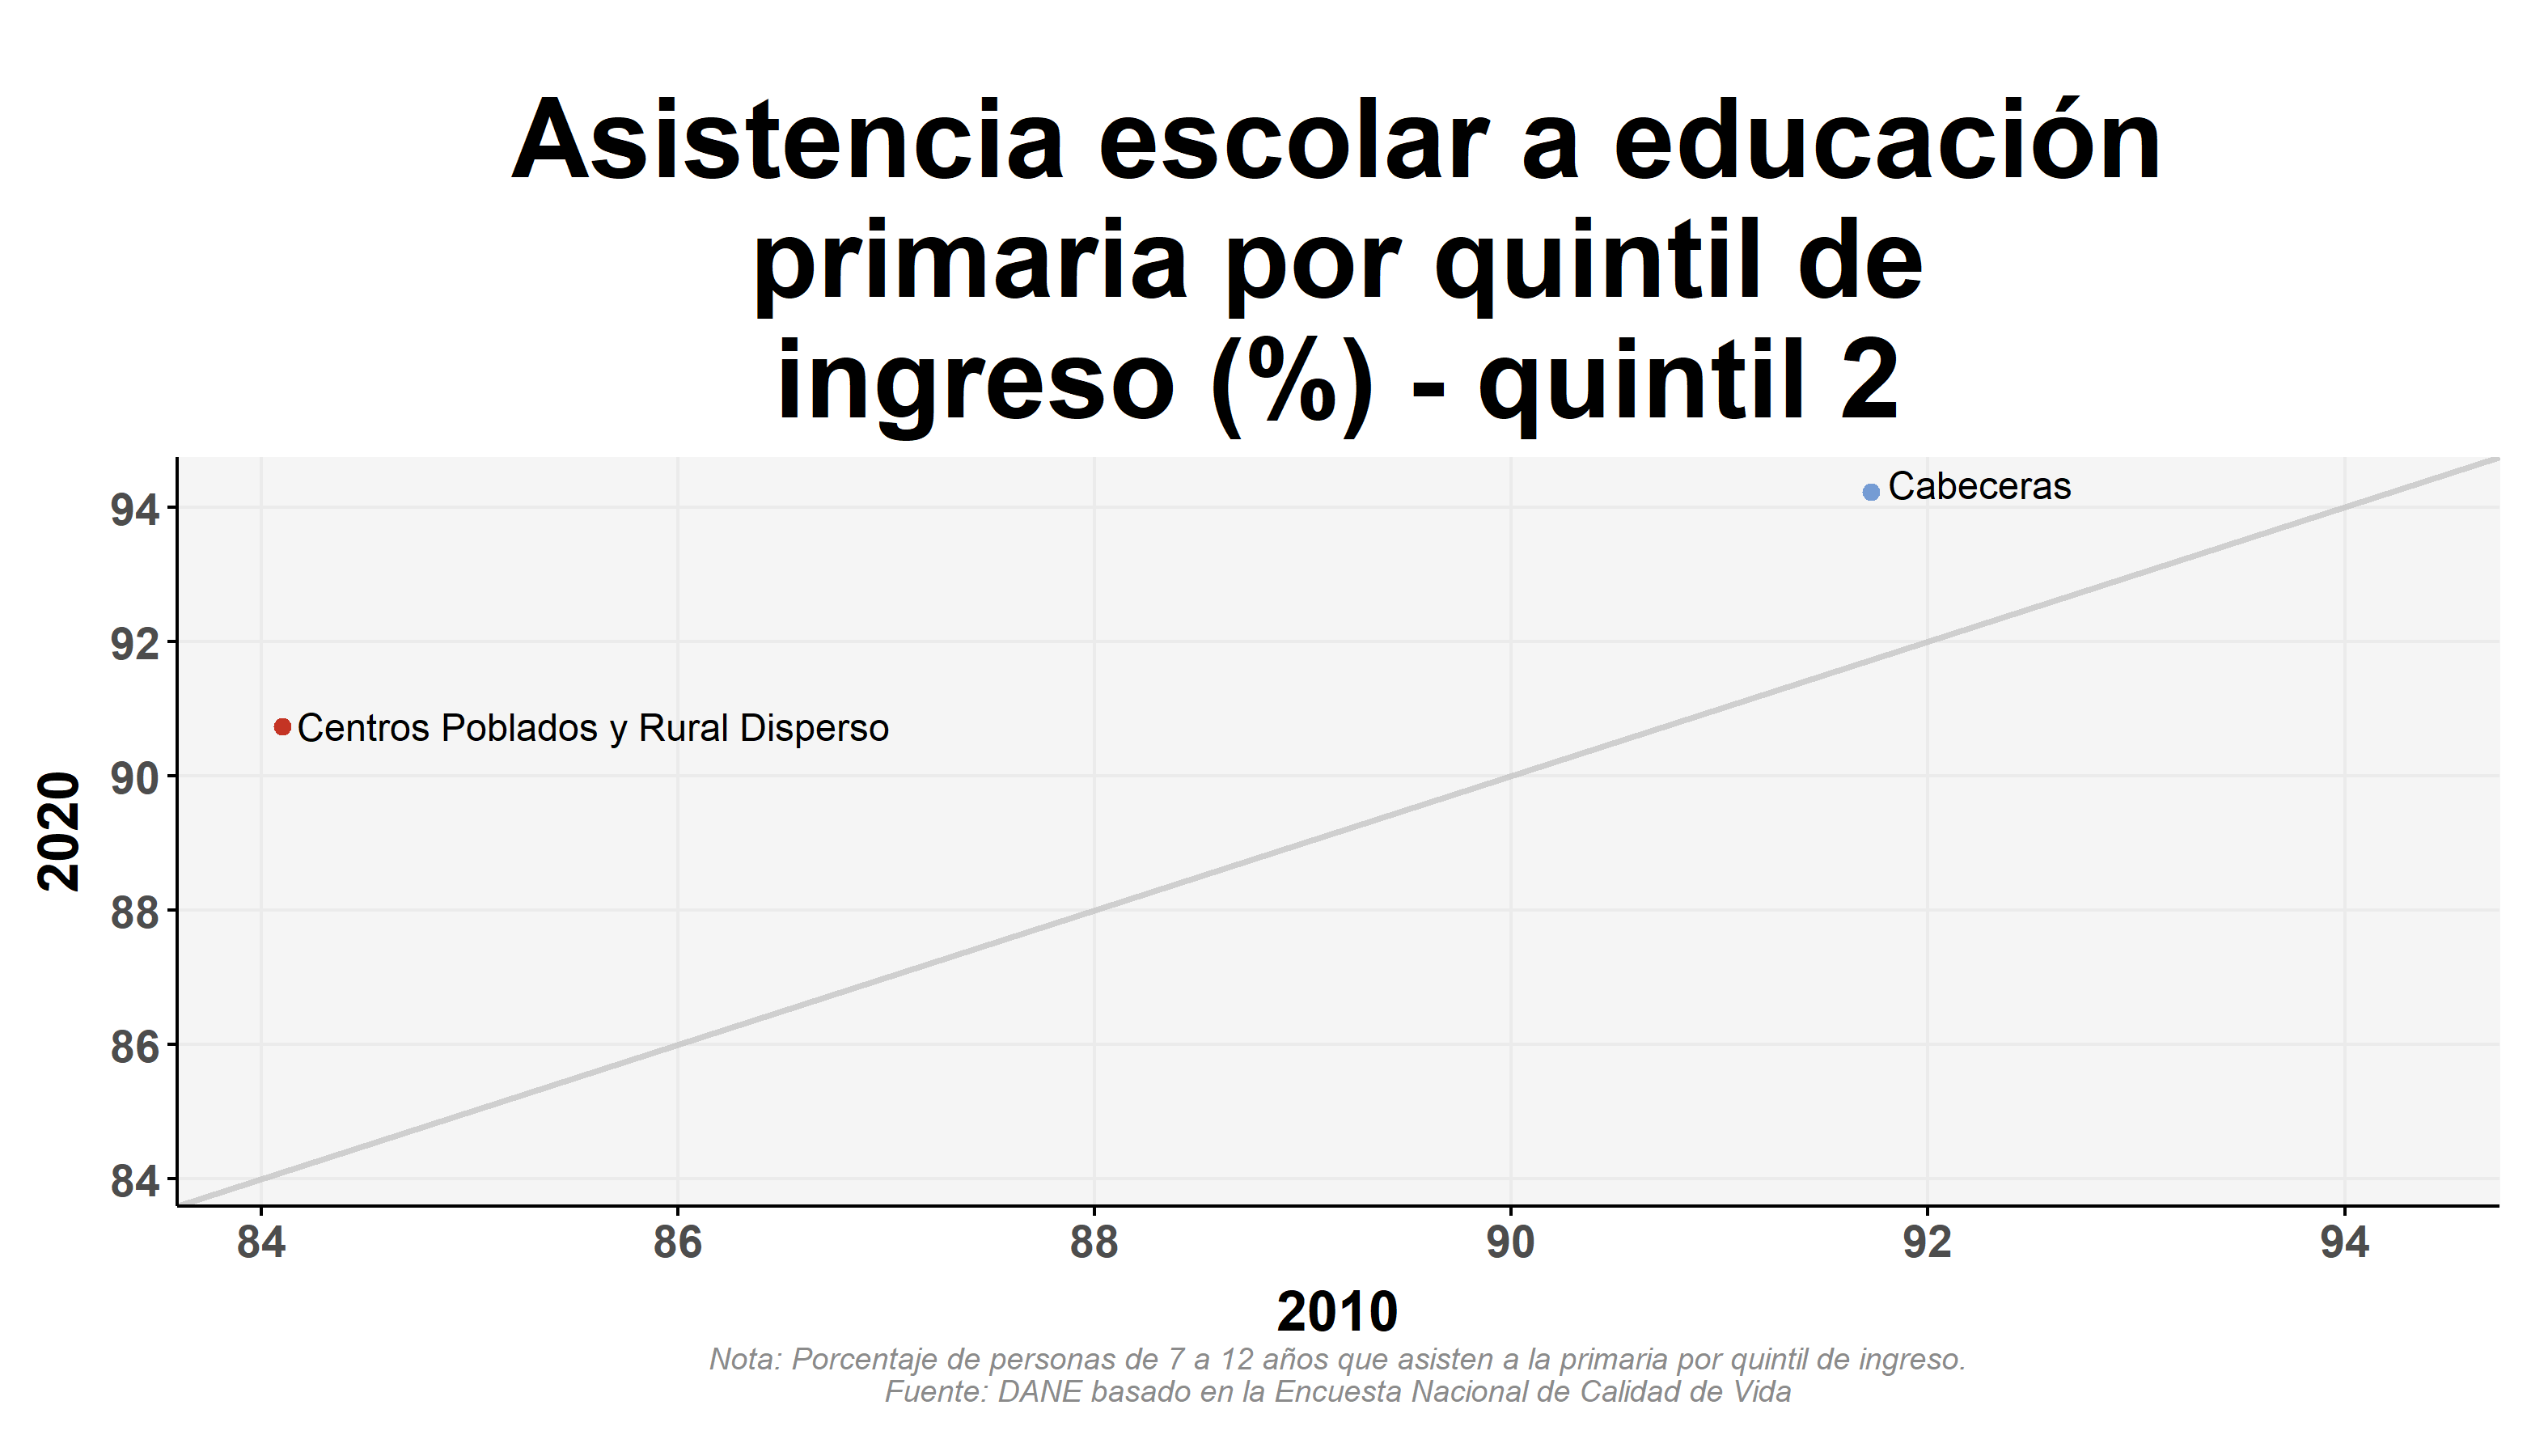 Asistencia escolar a educación
primaria por quintil de
ingreso (%) - quintil 2
94
92
90
88
86
84
2020
Cabeceras
Centros Poblados y Rural Disperso
84 86 88 90 92 94
2010
Nota: Porcentaje de personas de 7 a 12 años que asisten a la primaria por quintil de ingreso.
Fuente: DANE basado en la Encuesta Nacional de Calidad de Vida